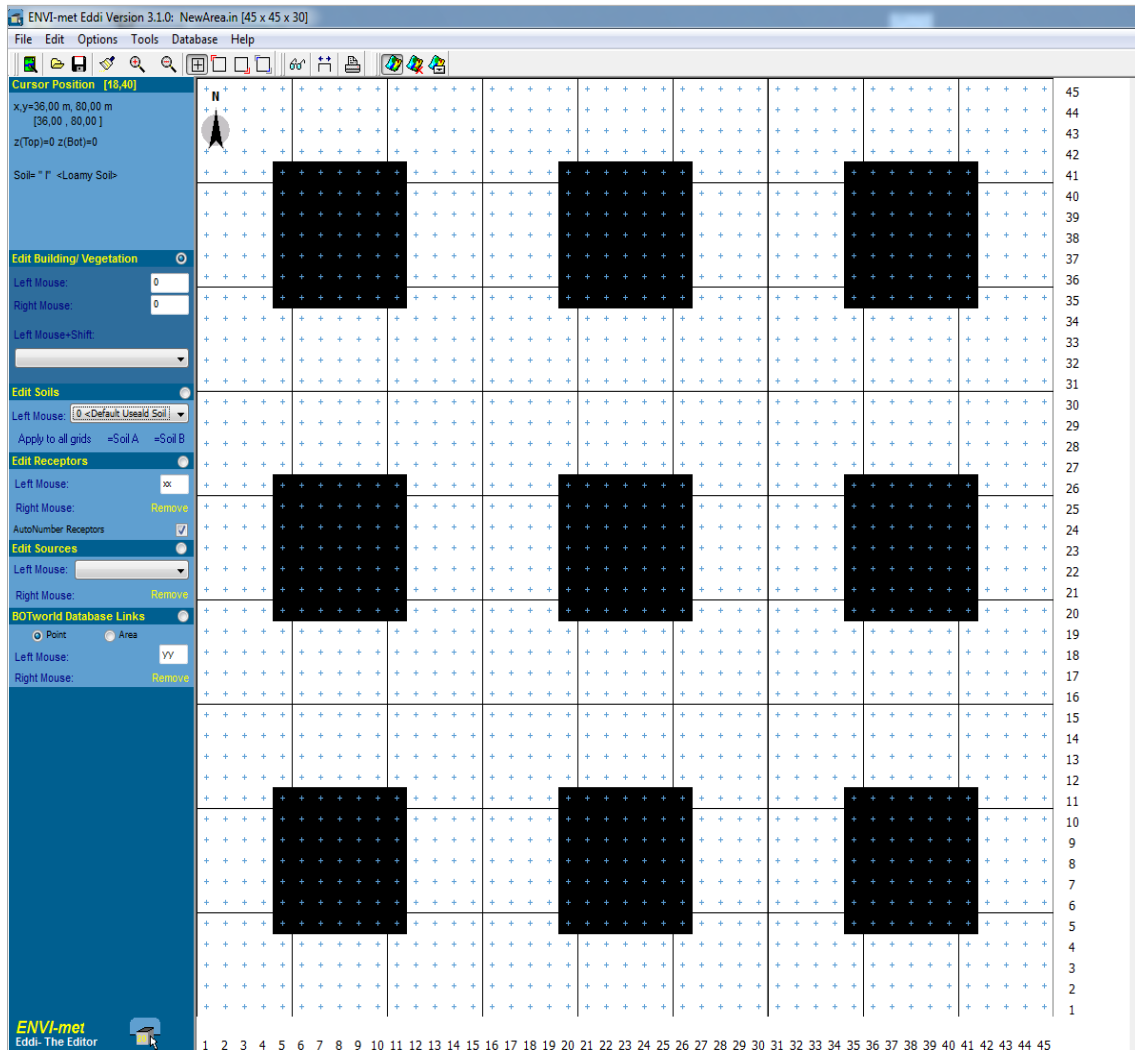 ENVI-met Eddi Version 3.1.0: NewArea.in [45 x 45 x 30]
File Edit Options Tools Database Help
Cursor Position [18,40]
x,y=36,00 m, 80,00 m
[36,00 , 80,00 ]
z(Top)=0 z(Bot)=0
Soil= " l" <Loamy Soil>
Edit Building/ Vegetation
Left Mouse: 0
Right Mouse: 0
Left Mouse+Shift:
Edit Soils
Left Mouse: 0 <Default Useald Soil
Apply to all grids =Soil A =Soil B
Edit Receptors
Left Mouse: xx
Right Mouse: Remove
AutoNumber Receptors
Edit Sources
Left Mouse:
Right Mouse: Remove
BOTworld Database Links
Point Area
Left Mouse: yy
Right Mouse: Remove
ENVI-met
Eddi- The Editor
N
45
44
43
42
41
40
39
38
37
36
35
34
33
32
31
30
29
28
27
26
25
24
23
22
21
20
19
18
17
16
15
14
13
12
11
10
9
8
7
6
5
4
3
2
1
1 2 3 4 5 6 7 8 9 10 11 12 13 14 15 16 17 18 19 20 21 22 23 24 25 26 27 28 29 30 31 32 33 34 35 36 37 38 39 40 41 42 43 44 45